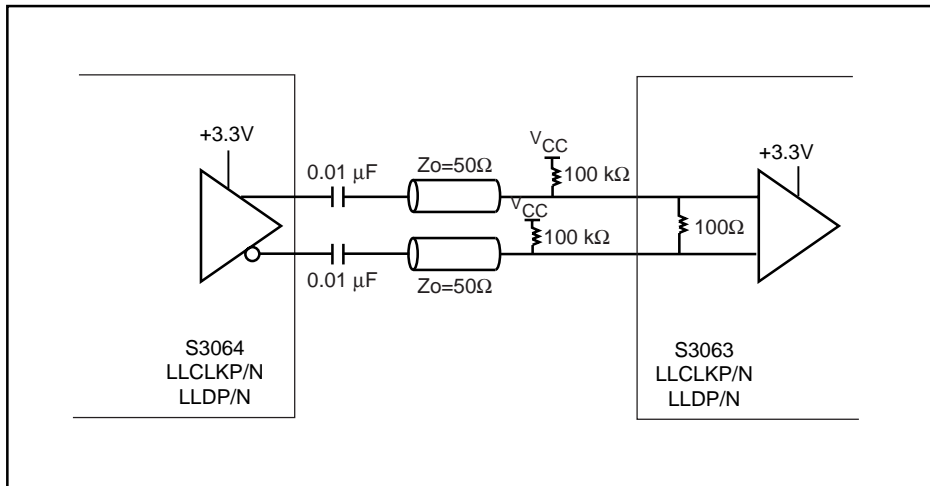 +3.3V
0.01 μF
Zo=50Ω
VCC
100 kΩ
+3.3V
VCC
100 kΩ
100Ω
0.01 μF
Zo=50Ω
S3064
LLCLKP/N
LLDP/N
S3063
LLCLKP/N
LLDP/N